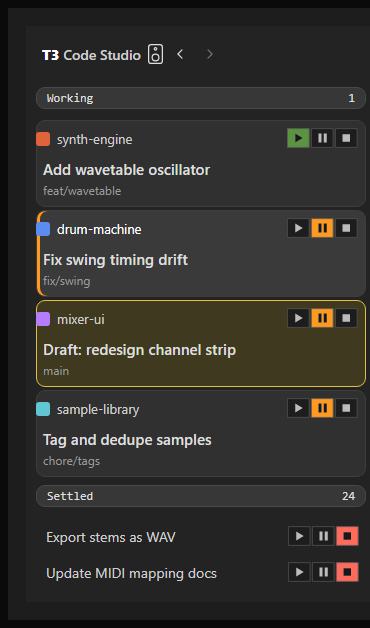 T3 Code Studio
Working 1
synth-engine
Add wavetable oscillator
feat/wavetable
drum-machine
Fix swing timing drift
fix/swing
mixer-ui
Draft: redesign channel strip
main
sample-library
Tag and dedupe samples
chore/tags
Settled 24
Export stems as WAV
Update MIDI mapping docs